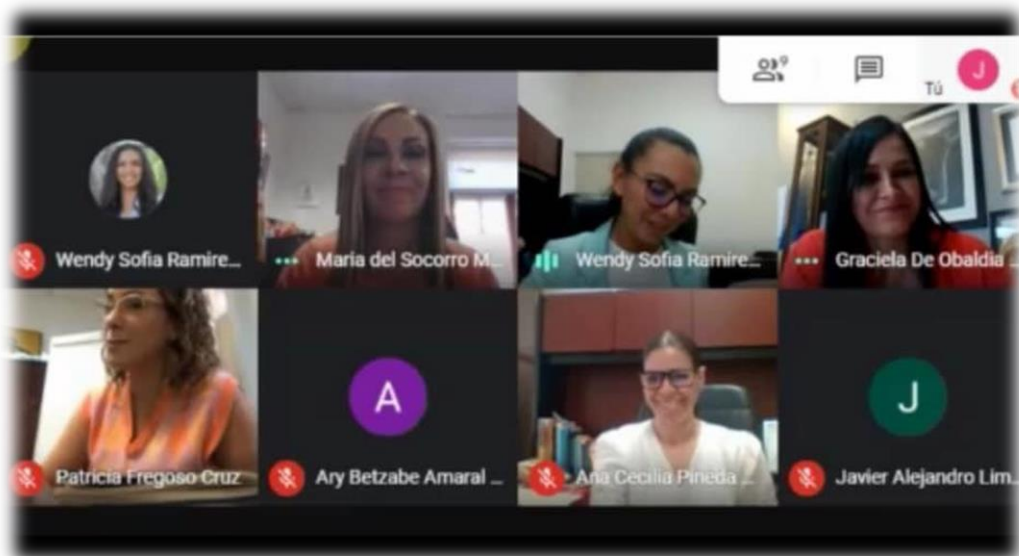 9
Tú
J
Wendy Sofia Ramire...
Maria del Socorro M...
Wendy Sofia Ramire...
Graciela De Obaldia ...
Patricia Fregoso Cruz
A
Ary Betzabe Amaral ...
Ana Cecilia Pineda ...
J
Javier Alejandro Lim...